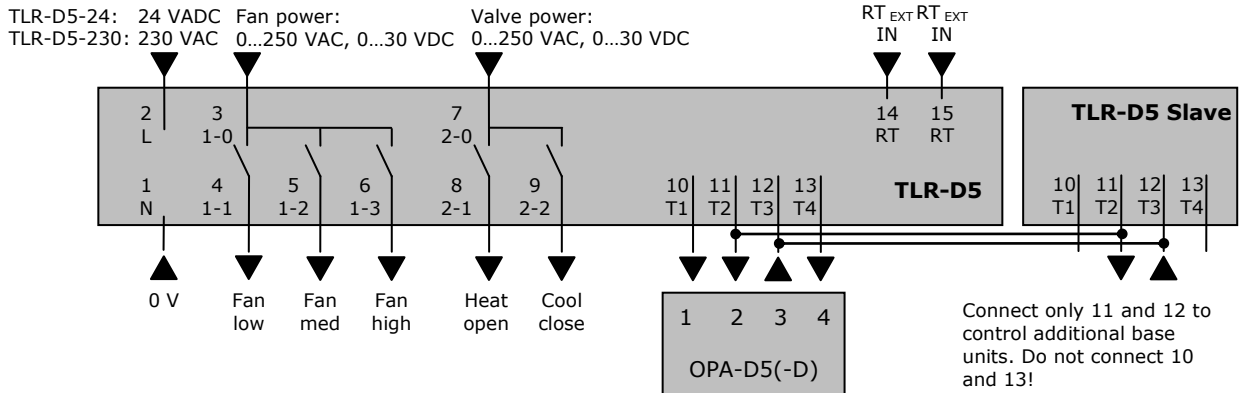 TLR-D5-24: 24 VADC Fan power: Valve power: RT EXT RT EXT
TLR-D5-230: 230 VAC 0...250 VAC, 0...30 VDC 0...250 VAC, 0...30 VDC IN IN
2 3 7 14 15 TLR-D5 Slave
L 1-0 2-0 RT RT
1 4 5 6 8 9 10 11 12 13 TLR-D5 10 11 12 13
N 1-1 1-2 1-3 2-1 2-2 T1 T2 T3 T4 T1 T2 T3 T4
0 V Fan Fan Fan Heat Cool
low med high open close
1 2 3 4
OPA-D5(-D)
Connect only 11 and 12 to
control additional base
units. Do not connect 10
and 13!